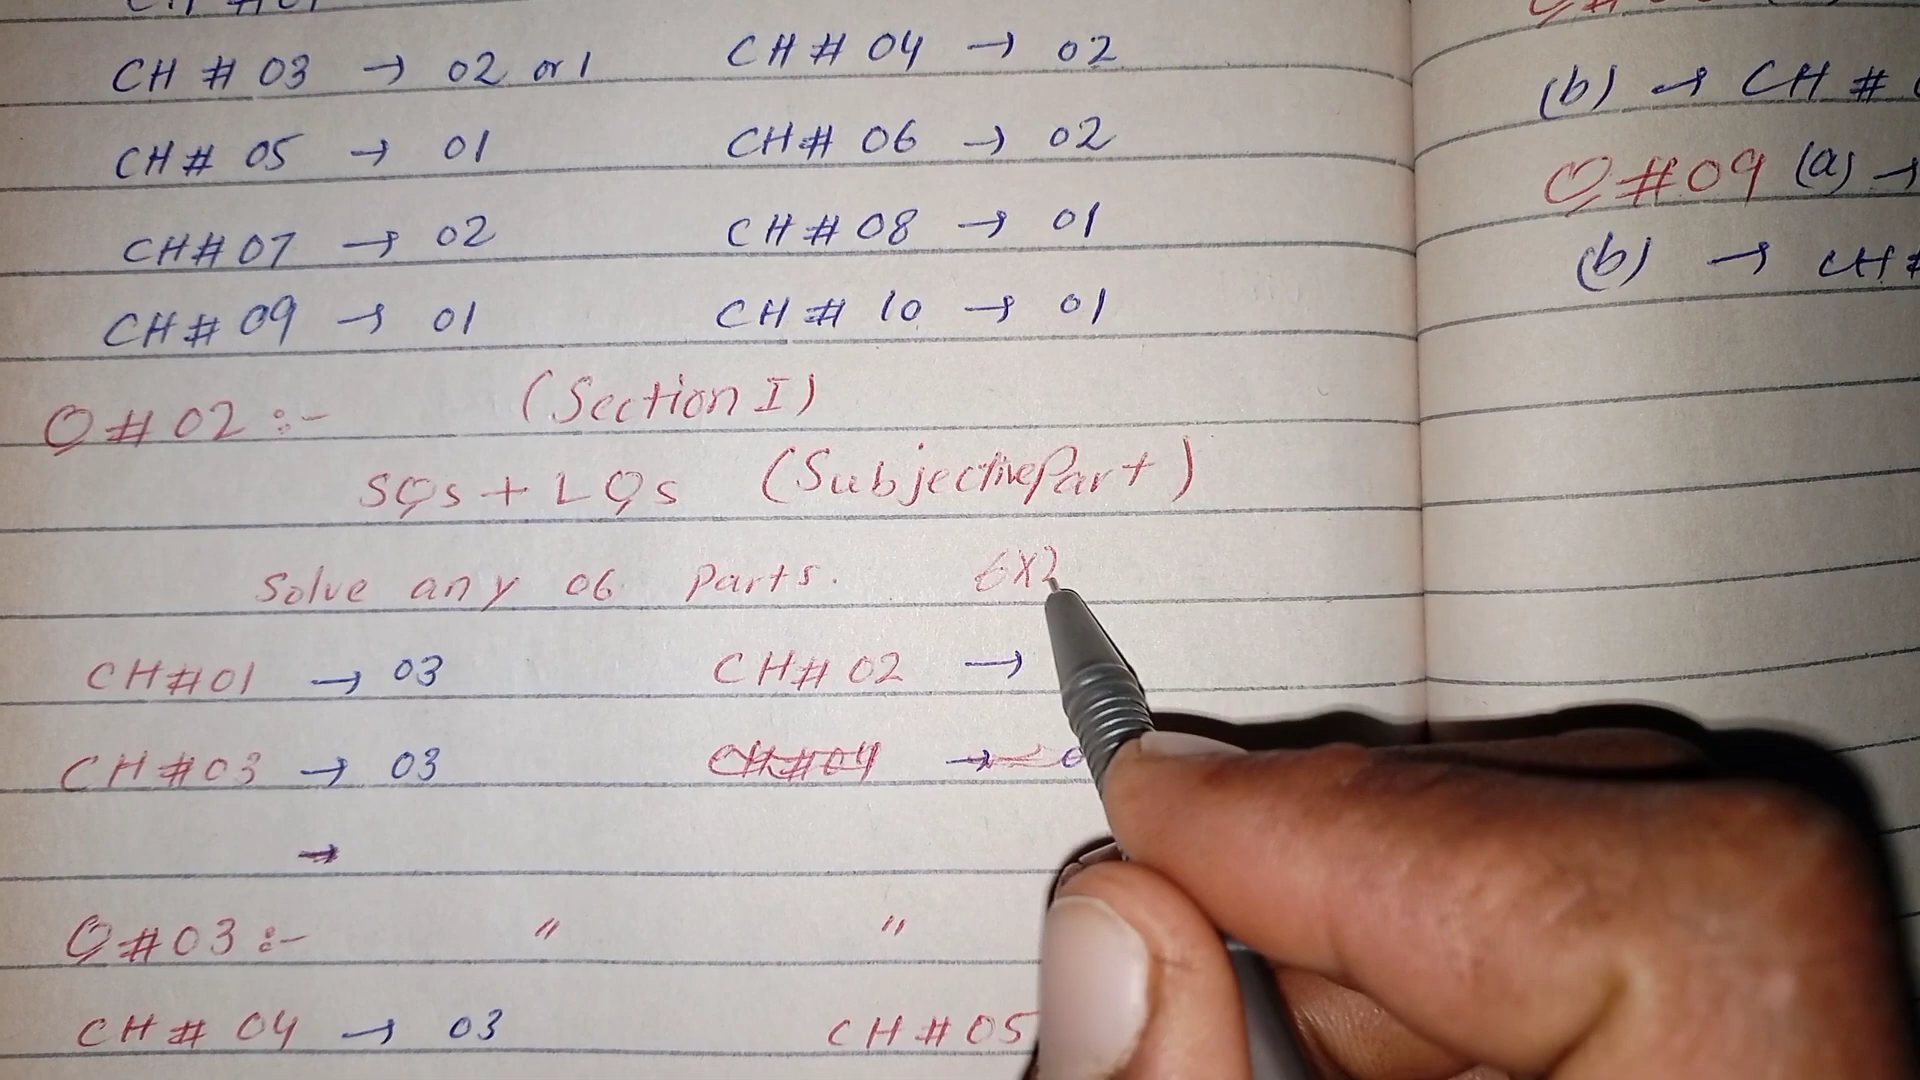 CH # 03 → 02 or 1 CH # 04 → 02
CH # 05 → 01 CH # 06 → 02
CH # 07 → 02 CH # 08 → 01
CH # 09 → 01 CH # 10 → 01
Q # 02 :- (Section I)
SQs + LQs (Subjective Part)
Solve any 06 Parts. 6X2
CH # 01 → 03 CH # 02 →
CH # 03 → 03 CH # 04 →
→
Q # 03 :- " "
CH # 04 → 03 CH # 05
(b) → CH #
Q # 09 (a) →
(b) → CH #